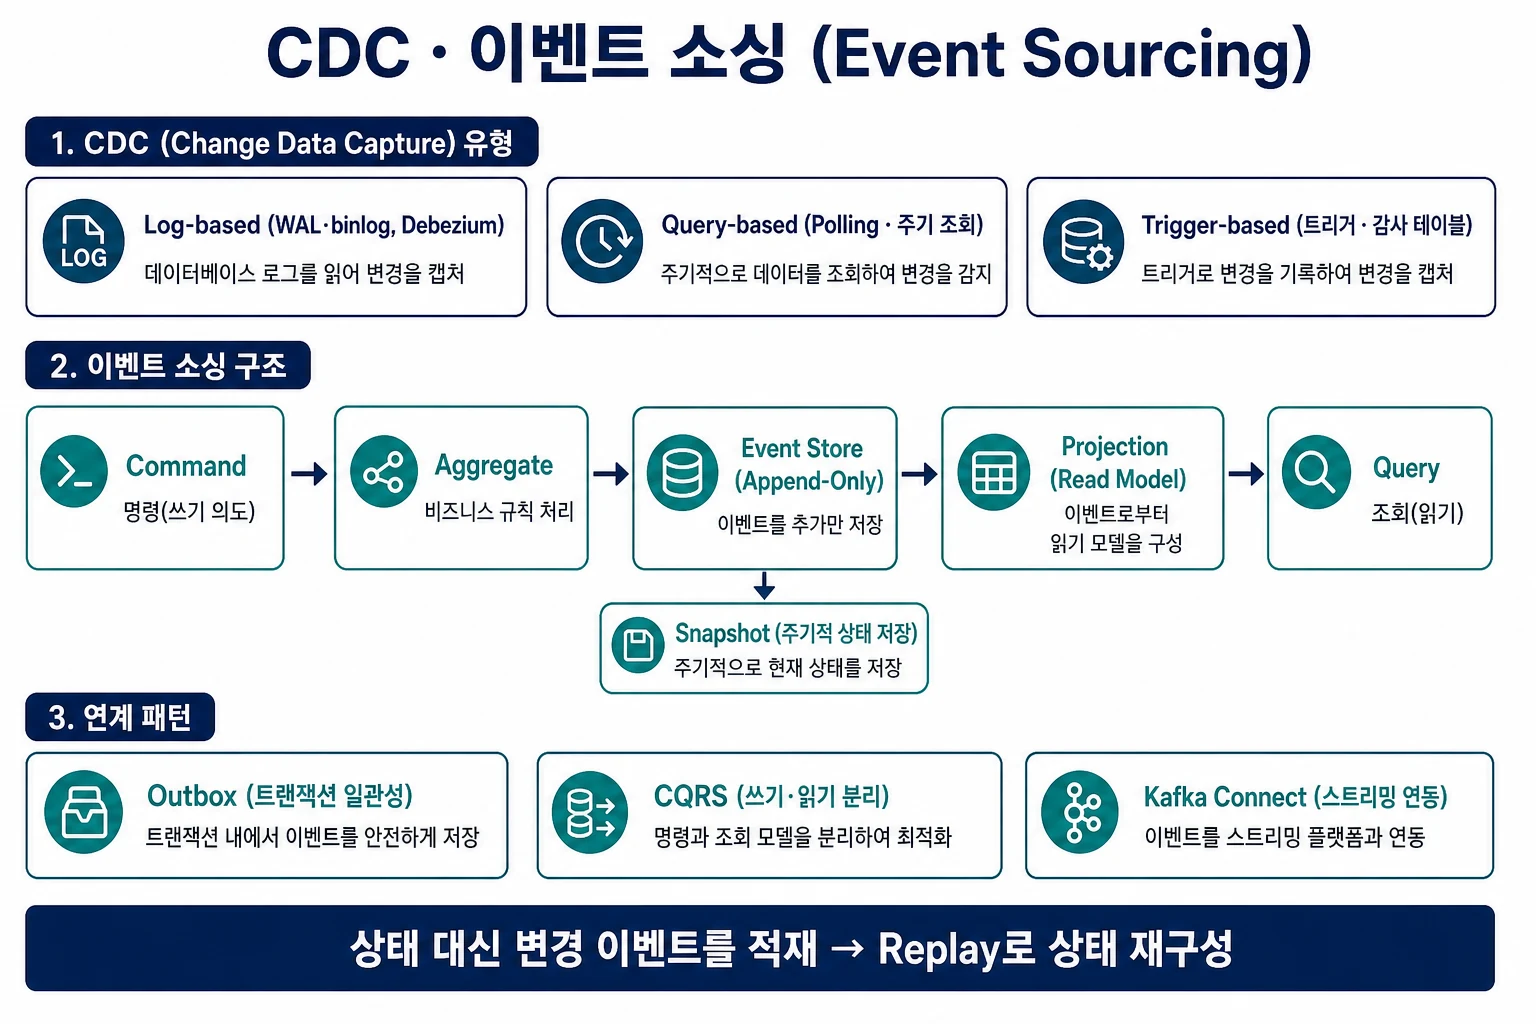 CDC · 이벤트 소싱 (Event Sourcing)
1. CDC (Change Data Capture) 유형
LOG
Log-based (WAL·binlog, Debezium)
데이터베이스 로그를 읽어 변경을 캡처
Query-based (Polling · 주기 조회)
주기적으로 데이터를 조회하여 변경을 감지
Trigger-based (트리거 · 감사 테이블)
트리거로 변경을 기록하여 변경을 캡처
2. 이벤트 소싱 구조
Command
명령(쓰기 의도)
Aggregate
비즈니스 규칙 처리
Event Store
(Append-Only)
이벤트를 추가만 저장
Projection
(Read Model)
이벤트로부터
읽기 모델을 구성
Query
조회(읽기)
Snapshot (주기적 상태 저장)
주기적으로 현재 상태를 저장
3. 연계 패턴
Outbox (트랜잭션 일관성)
트랜잭션 내에서 이벤트를 안전하게 저장
CQRS (쓰기·읽기 분리)
명령과 조회 모델을 분리하여 최적화
Kafka Connect (스트리밍 연동)
이벤트를 스트리밍 플랫폼과 연동
상태 대신 변경 이벤트를 적재 → Replay로 상태 재구성